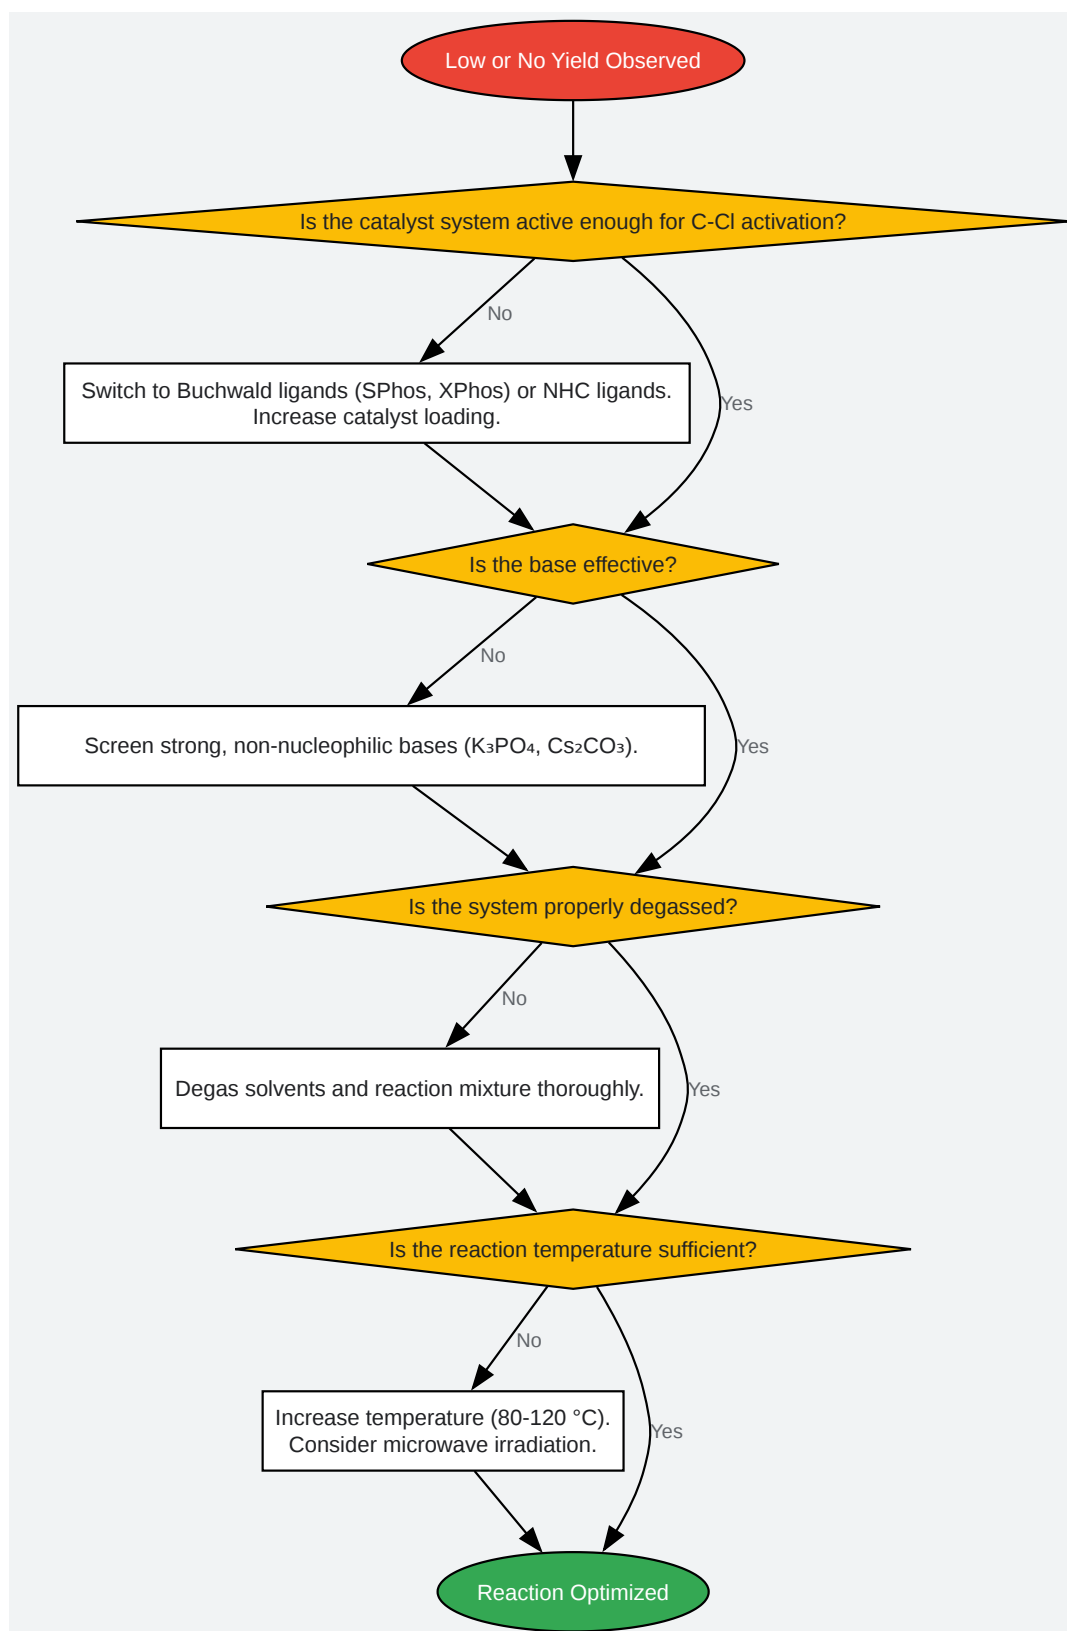 Low or No Yield Observed
Is the catalyst system active enough for C-Cl activation?
No
Switch to Buchwald ligands (SPhos, XPhos) or NHC ligands.
Increase catalyst loading.
Yes
Is the base effective?
No
Screen strong, non-nucleophilic bases (K₃PO₄, Cs₂CO₃).
Yes
Is the system properly degassed?
No
Degas solvents and reaction mixture thoroughly.
Yes
Is the reaction temperature sufficient?
No
Increase temperature (80-120 °C).
Consider microwave irradiation.
Yes
Reaction Optimized